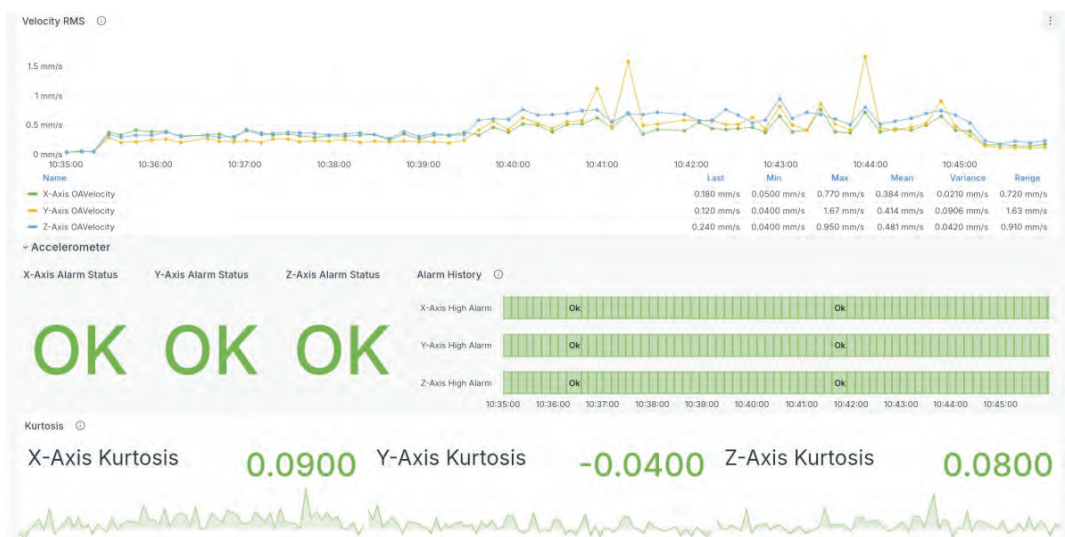 Velocity RMS
1.5 mm/s
1 mm/s
0.5 mm/s
0 mm/s
10:35:00 10:36:00 10:37:00 10:38:00 10:39:00 10:40:00 10:41:00 10:42:00 10:43:00 10:44:00 10:45:00
Name Last Min Max Mean Variance Range
X-Axis OAVelocity 0.180 mm/s 0.0500 mm/s 0.770 mm/s 0.384 mm/s 0.0210 mm/s 0.720 mm/s
Y-Axis OAVelocity 0.120 mm/s 0.0400 mm/s 1.67 mm/s 0.414 mm/s 0.0906 mm/s 1.63 mm/s
Z-Axis OAVelocity 0.240 mm/s 0.0400 mm/s 0.950 mm/s 0.481 mm/s 0.0420 mm/s 0.910 mm/s
Accelerometer
X-Axis Alarm Status Y-Axis Alarm Status Z-Axis Alarm Status Alarm History
OK OK OK
X-Axis High Alarm Ok Ok
Y-Axis High Alarm Ok Ok
Z-Axis High Alarm Ok Ok
10:35:00 10:36:00 10:37:00 10:38:00 10:39:00 10:40:00 10:41:00 10:42:00 10:43:00 10:44:00 10:45:00
Kurtosis
X-Axis Kurtosis 0.0900 Y-Axis Kurtosis -0.0400 Z-Axis Kurtosis 0.0800